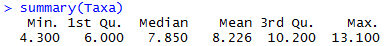 > summary(Taxa)
Min. 1st Qu. Median Mean 3rd Qu. Max.
4.300 6.000 7.850 8.226 10.200 13.100